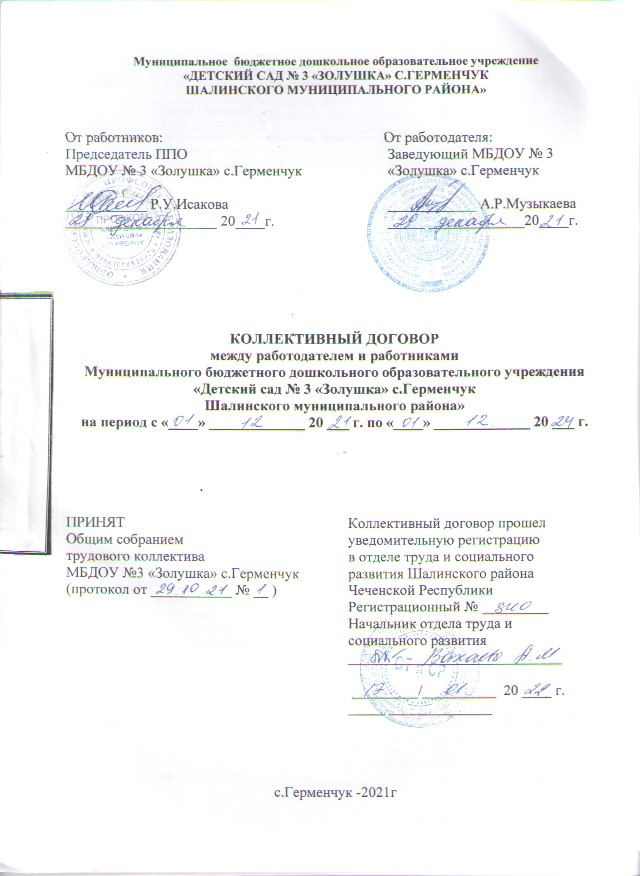 Муниципальное бюджетное дошкольное образовательное учреждение
«ДЕТСКИЙ САД № 3 «ЗОЛУШКА» С.ГЕРМЕНЧУК
ШАЛИНСКОГО МУНИЦИПАЛЬНОГО РАЙОНА»
От работников:
Председатель ППО
МБДОУ № 3 «Золушка» с.Герменчук
Р.У.Исакова
декабря 20 21 г.
От работодателя:
Заведующий МБДОУ № 3
«Золушка» с.Герменчук
А.Р.Музыкаева
декабря 20 21 г.
КОЛЛЕКТИВНЫЙ ДОГОВОР
между работодателем и работниками
Муниципального бюджетного дошкольного образовательного учреждения
«Детский сад № 3 «Золушка» с.Герменчук
Шалинского муниципального района»
на период с «01» 12 20 21 г. по «01» 12 20 24 г.
ПРИНЯТ
Общим собранием
трудового коллектива
МБДОУ №3 «Золушка» с.Герменчук
(протокол от 29.10.21 № 1 )
Коллективный договор прошел
уведомительную регистрацию
в отделе труда и социального
развития Шалинского района
Чеченской Республики
Регистрационный №
Начальник отдела труда и
социального развития
17 / 01 20 22 г.
с.Герменчук -2021г